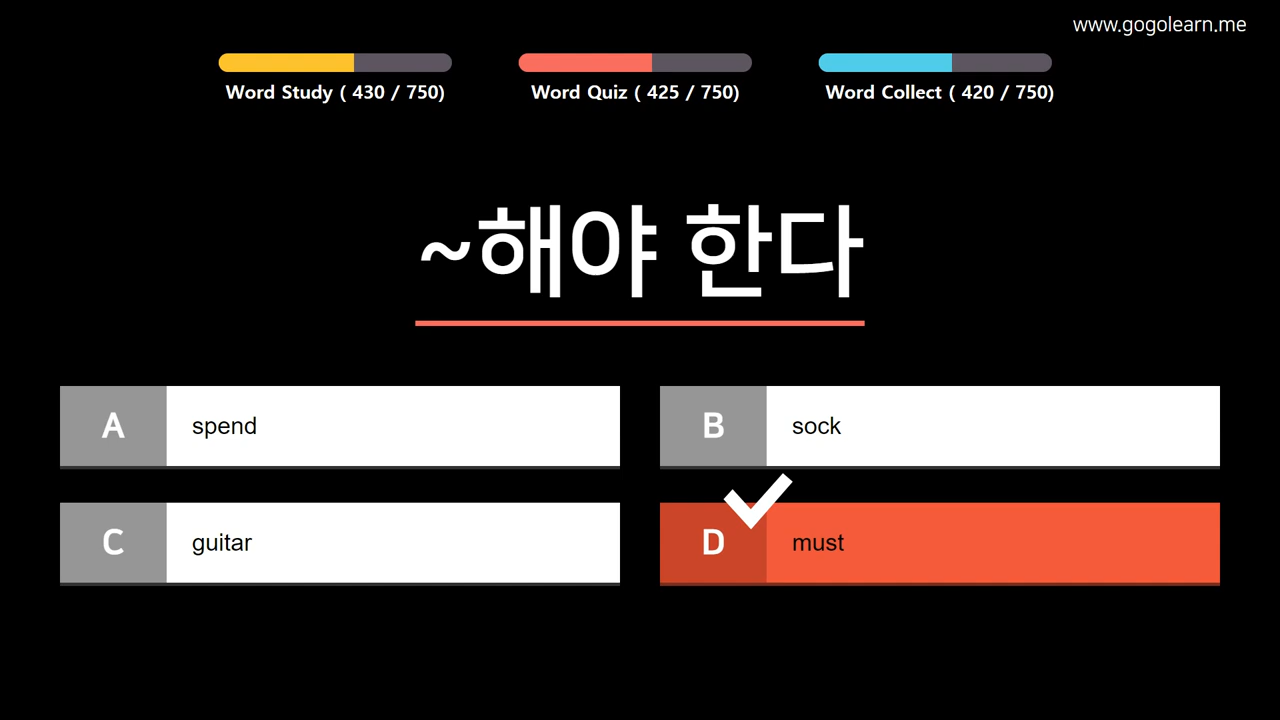 www.gogolearn.me
Word Study ( 430 / 750)
Word Quiz ( 425 / 750)
Word Collect ( 420 / 750)
~해야 한다
A spend
B sock
C guitar
D must